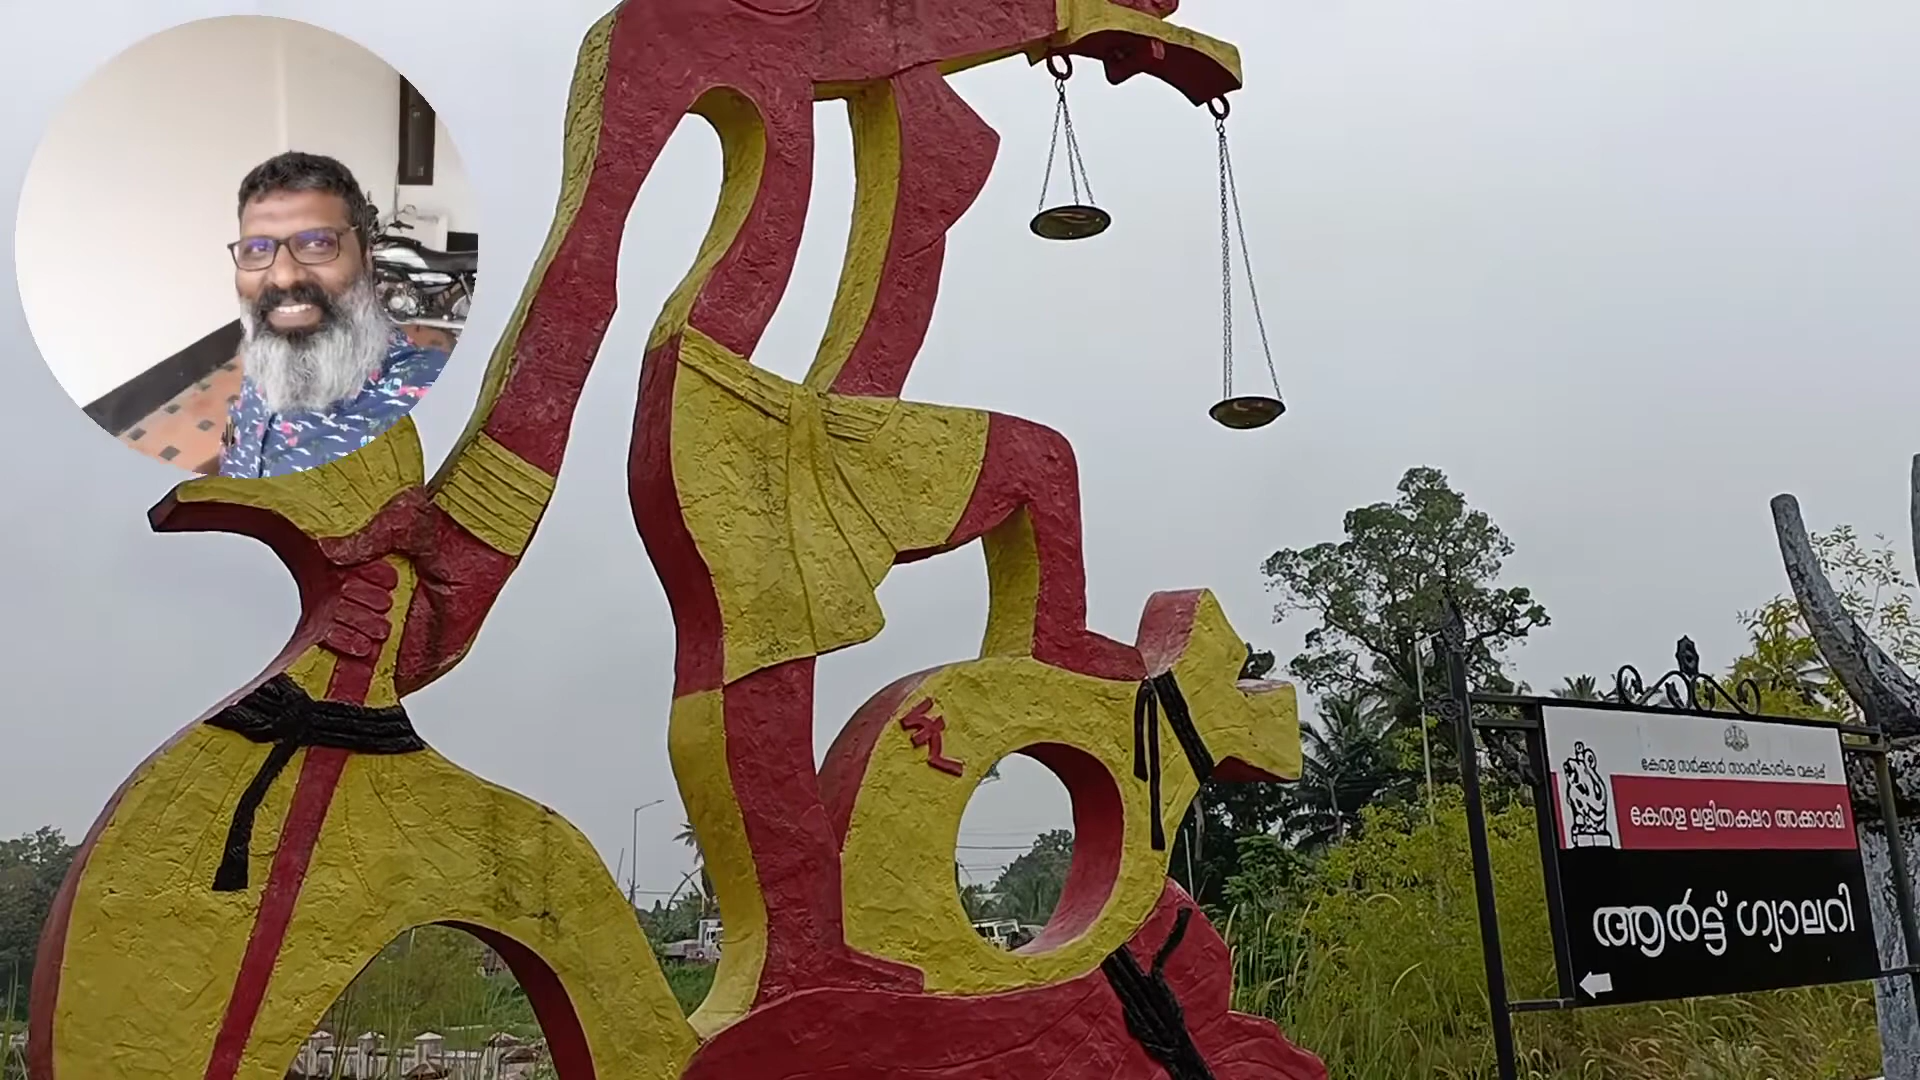 കേരള സർക്കാർ സാംസ്കാരിക വകുപ്പ്
കേരള ലളിതകലാ അക്കാദമി
ആർട്ട് ഗ്യാലറി